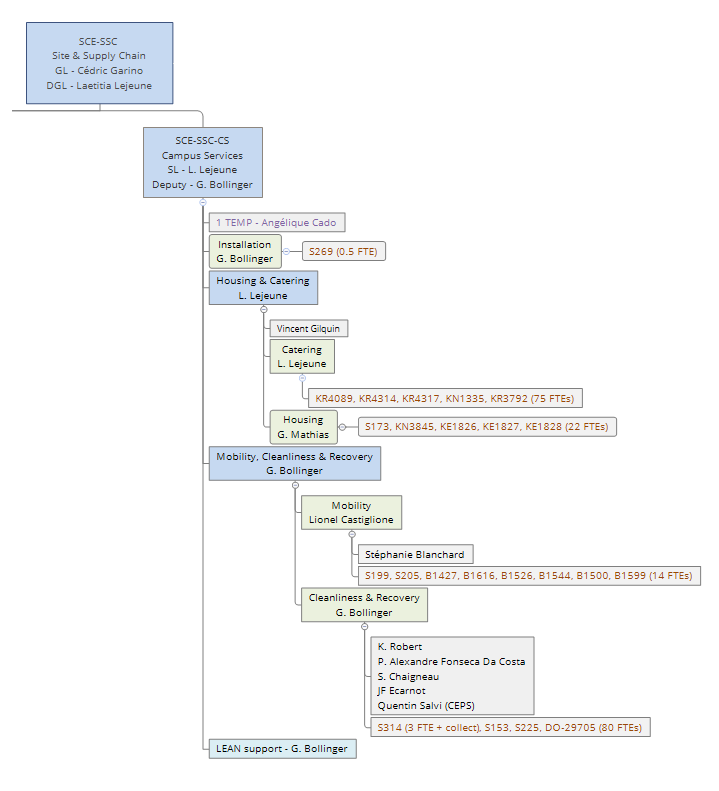 SCE-SSC
Site & Supply Chain
GL - Cédric Garino
DGL - Laetitia Lejeune
SCE-SSC-CS
Campus Services
SL - L. Lejeune
Deputy - G. Bollinger
1 TEMP - Angélique Cado
Installation
G. Bollinger
S269 (0.5 FTE)
Housing & Catering
L. Lejeune
Vincent Gilquin
Catering
L. Lejeune
KR4089, KR4314, KR4317, KN1335, KR3792 (75 FTEs)
Housing
G. Mathias
S173, KN3845, KE1826, KE1827, KE1828 (22 FTEs)
Mobility, Cleanliness & Recovery
G. Bollinger
Mobility
Lionel Castiglione
Stéphanie Blanchard
S199, S205, B1427, B1616, B1526, B1544, B1500, B1599 (14 FTEs)
Cleanliness & Recovery
G. Bollinger
K. Robert
P. Alexandre Fonseca Da Costa
S. Chaigneau
JF Ecarnot
Quentin Salvi (CEPS)
S314 (3 FTE + collect), S153, S225, DO-29705 (80 FTEs)
LEAN support - G. Bollinger